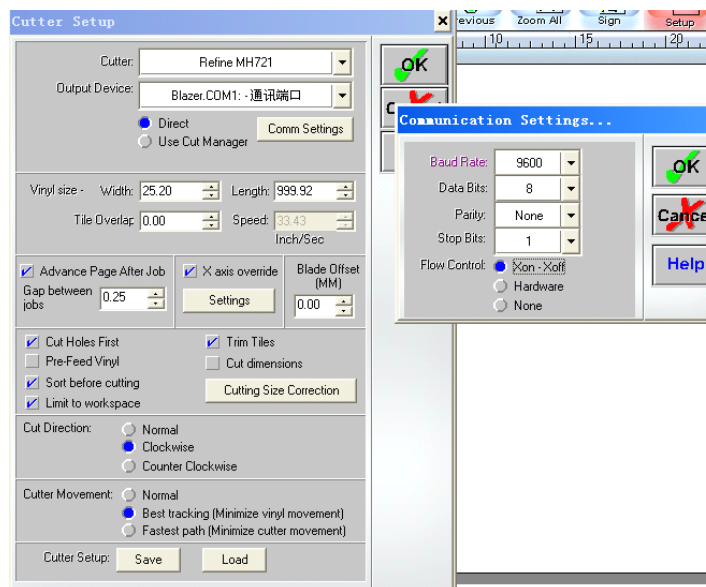 Cutter Setup
evious Zoom All Sign Setup
10 15 20
Cutter: Refine MH721
OK
Output Device: Blazer.COM1: - 通讯端口
Direct
Use Cut Manager
Comm Settings
Communication Settings...
Baud Rate: 9600
OK
Data Bits: 8
Parity: None
Cance
Stop Bits: 1
Flow Control: Xon - Xoff
Help
Hardware
None
Vinyl size - Width: 25.20 Length: 999.92
Tile Overlap 0.00 Speed: 33.43
Inch/Sec
Advance Page After Job
Gap between jobs 0.25
X axis override
Settings
Blade Offset
(MM)
0.00
Cut Holes First Trim Tiles
Pre-Feed Vinyl Cut dimensions
Sort before cutting Cutting Size Correction
Limit to workspace
Cut Direction: Normal
Clockwise
Counter Clockwise
Cutter Movement: Normal
Best tracking (Minimize vinyl movement)
Fastest path (Minimize cutter movement)
Cutter Setup: Save Load